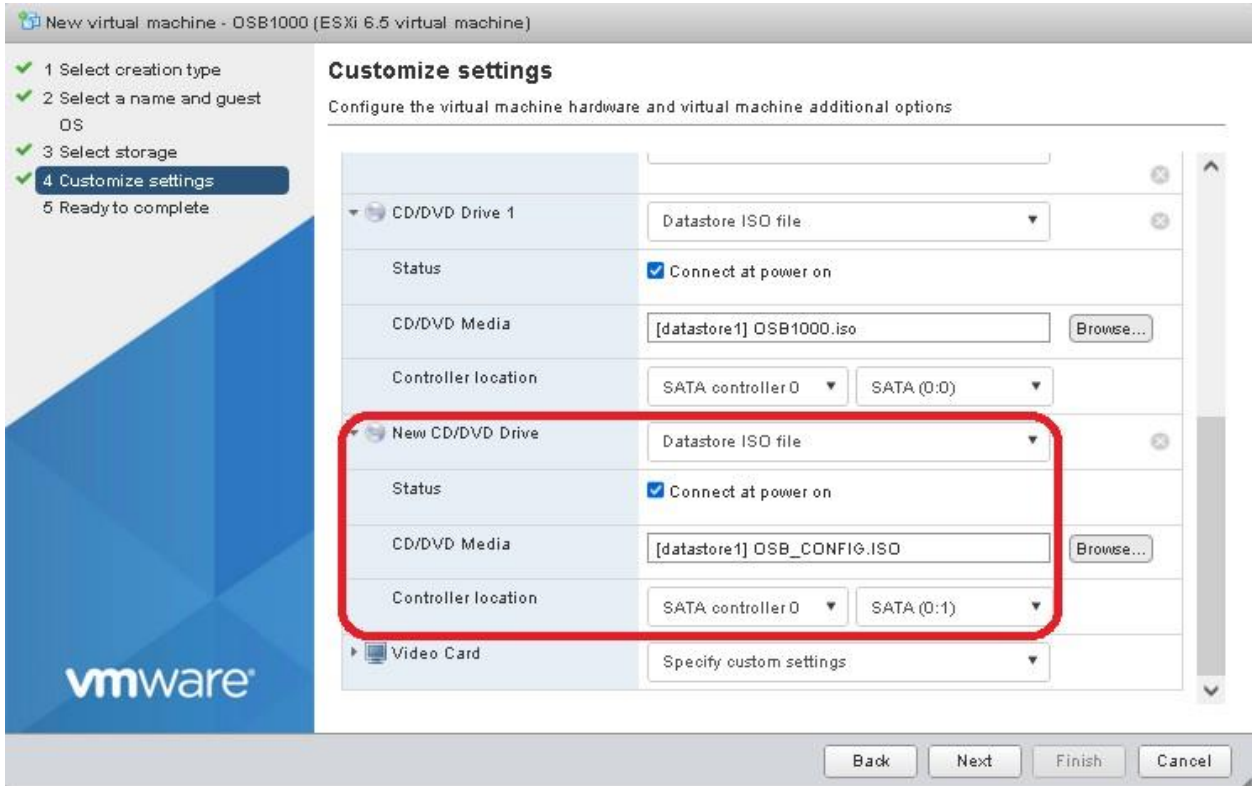 New virtual machine - OSB1000 (ESXi 6.5 virtual machine)
1 Select creation type
2 Select a name and guest
OS
3 Select storage
4 Customize settings
5 Ready to complete
vmware
Customize settings
Configure the virtual machine hardware and virtual machine additional options
CD/DVD Drive 1
Datastore ISO file
Status
Connect at power on
CD/DVD Media
[datastore1] OSB1000.iso
Browse...
Controller location
SATA controller 0
SATA (0:0)
New CD/DVD Drive
Datastore ISO file
Status
Connect at power on
CD/DVD Media
[datastore1] OSB_CONFIG.ISO
Browse...
Controller location
SATA controller 0
SATA (0:1)
Video Card
Specify custom settings
Back
Next
Finish
Cancel